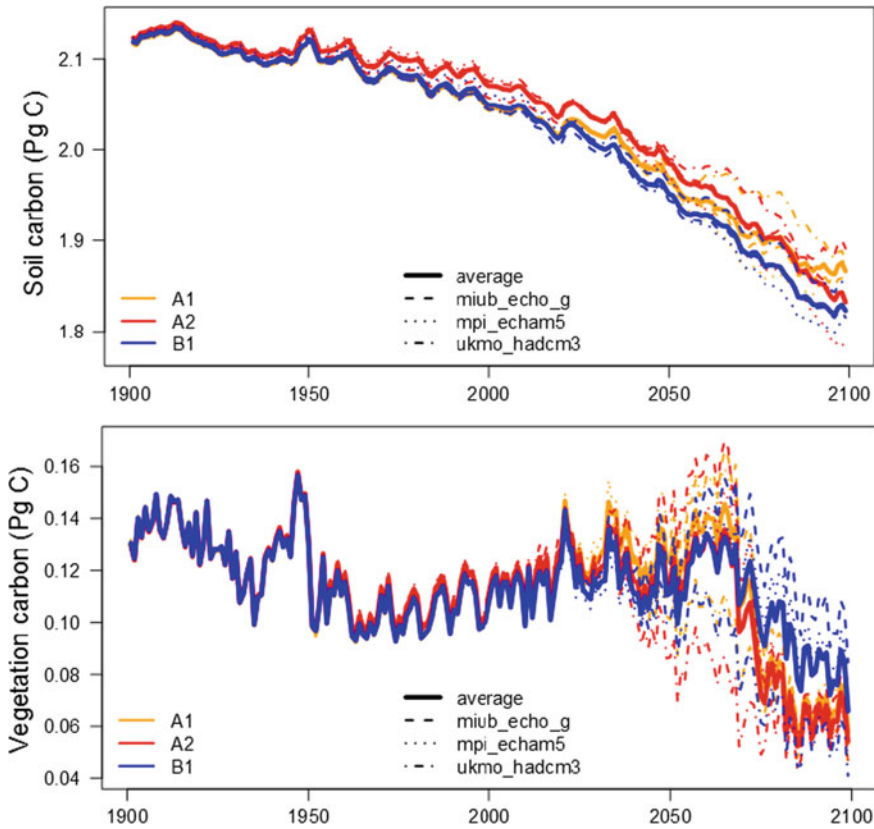 Soil carbon (Pg C)
2.1
2.0
1.9
1.8
A1
A2
B1
average
miub_echo_g
mpi_echam5
ukmo_hadcm3
1900
1950
2000
2050
2100
Vegetation carbon (Pg C)
0.16
0.14
0.12
0.10
0.08
0.06
0.04
A1
A2
B1
average
miub_echo_g
mpi_echam5
ukmo_hadcm3
1900
1950
2000
2050
2100